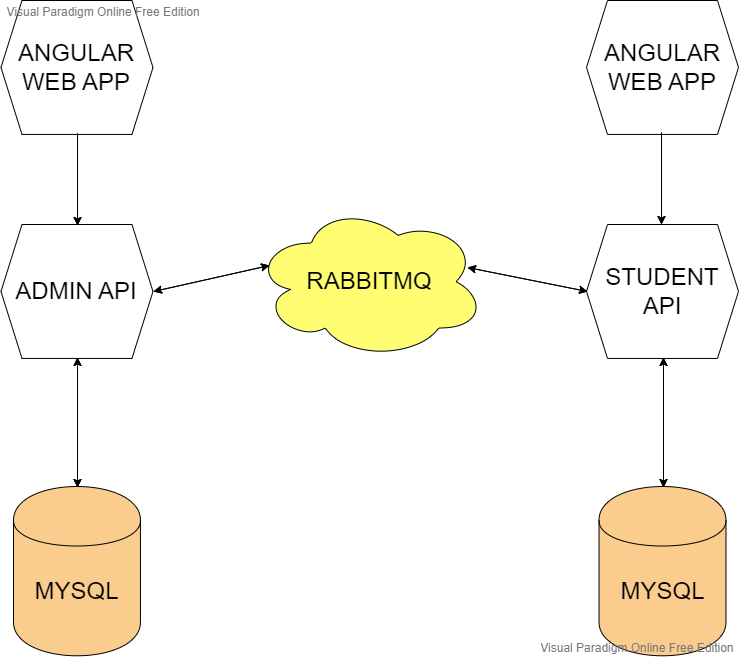 Visual Paradigm Online Free Edition
ANGULAR
WEB APP
ANGULAR
WEB APP
ADMIN API
RABBITMQ
STUDENT
API
MYSQL
MYSQL
Visual Paradigm Online Free Edition